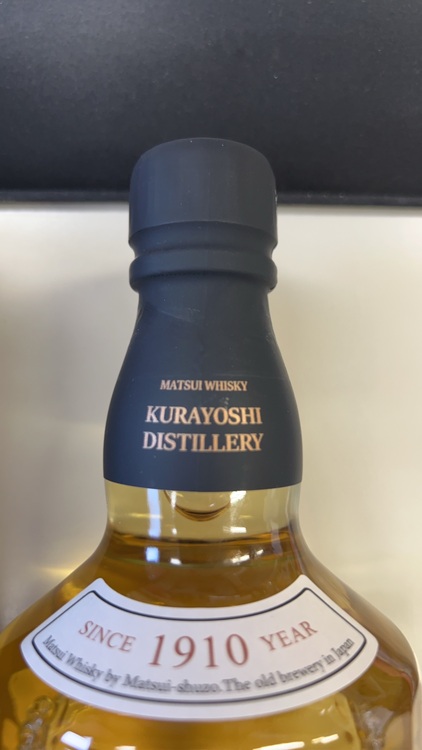 MATSUI WHISKY
KURAYOSHI
DISTILLERY
SINCE 1910 YEAR
Matsui Whisky by Matsui-shuzo.The old brewery in Japan